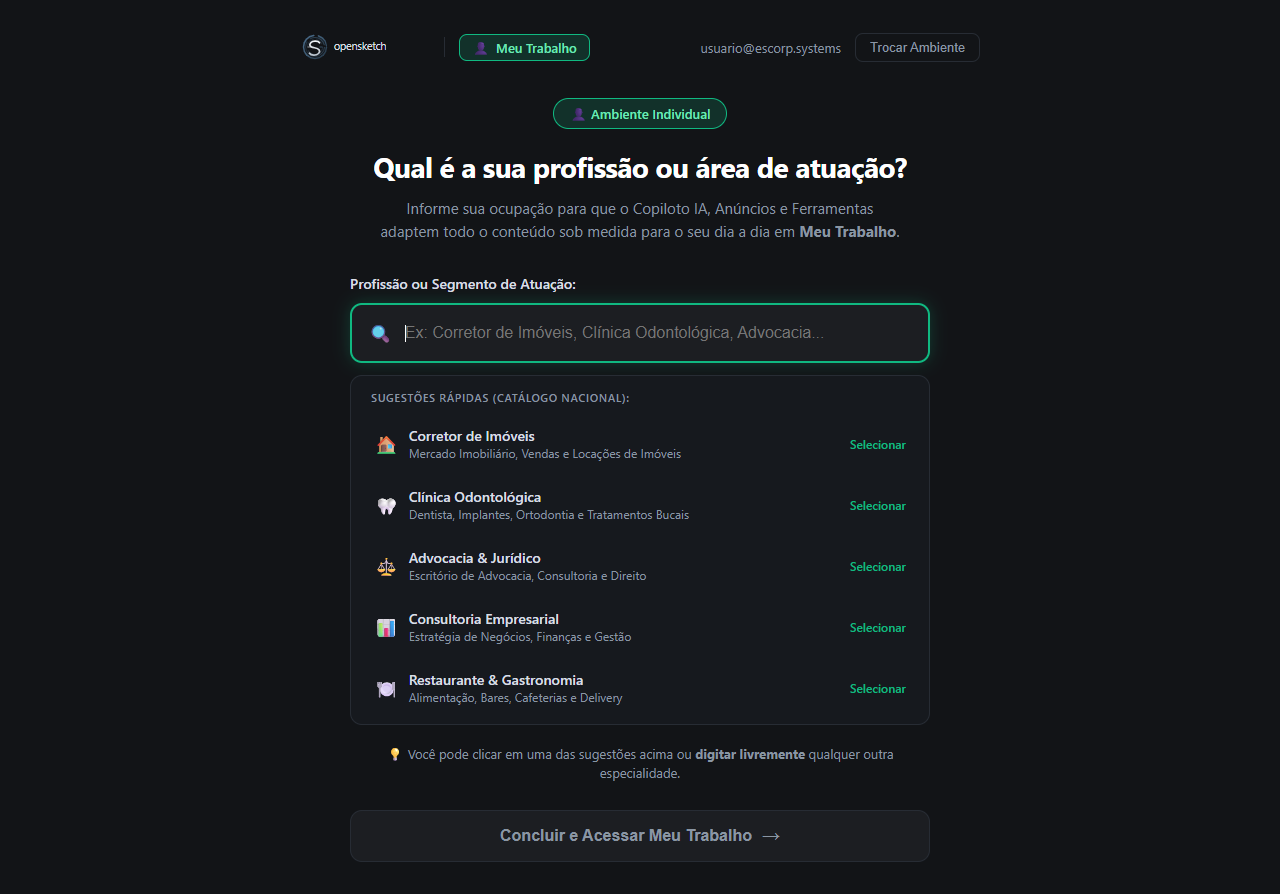 opensketch
Meu Trabalho
usuario@escorp.systems
Trocar Ambiente
Ambiente Individual
Qual é a sua profissão ou área de atuação?
Informe sua ocupação para que o Copiloto IA, Anúncios e Ferramentas
adaptem todo o conteúdo sob medida para o seu dia a dia em Meu Trabalho.
Profissão ou Segmento de Atuação:
Ex: Corretor de Imóveis, Clínica Odontológica, Advocacia...
SUGESTÕES RÁPIDAS (CATÁLOGO NACIONAL):
Corretor de Imóveis
Mercado Imobiliário, Vendas e Locações de Imóveis
Selecionar
Clínica Odontológica
Dentista, Implantes, Ortodontia e Tratamentos Bucais
Selecionar
Advocacia & Jurídico
Escritório de Advocacia, Consultoria e Direito
Selecionar
Consultoria Empresarial
Estratégia de Negócios, Finanças e Gestão
Selecionar
Restaurante & Gastronomia
Alimentação, Bares, Cafeterias e Delivery
Selecionar
Você pode clicar em uma das sugestões acima ou digitar livremente qualquer outra
especialidade.
Concluir e Acessar Meu Trabalho →